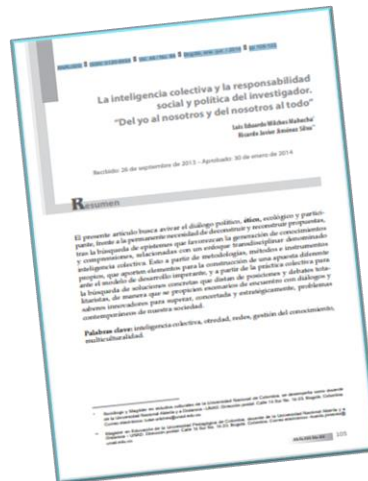 La inteligencia colectiva y la responsabilidad
social y política del investigador.
"Del yo al nosotros y del nosotros al todo"
Luis Eduardo Wilches Mahecha*
Ricardo Javier Jiménez Silva**
Recibido: 26 de septiembre de 2013 - Aprobado: 30 de enero de 2014
Resumen
El presente artículo busca avivar el diálogo político, ético, ecológico y partici-
pante, frente a la permanente necesidad de deconstruir y reconstruir propuestas,
tras la búsqueda de epistemes que favorezcan la generación de conocimientos
y comprensiones, relacionadas con un enfoque transdisciplinar denominado
inteligencia colectiva. Esto a partir de metodologías, métodos e instrumentos
propios, que aporten elementos para la construcción de una apuesta diferente
ante el modelo de desarrollo imperante, y a partir de la práctica colectiva para
la búsqueda de soluciones concretas que distan de posiciones y debates tota-
litaristas, de manera que se propicien escenarios de encuentro con diálogos y
saberes innovadores para superar, concertada y estratégicamente, problemas
contemporáneos de nuestra sociedad.
Palabras clave: inteligencia colectiva, otredad, redes, gestión del conocimiento,
multiculturalidad.
105